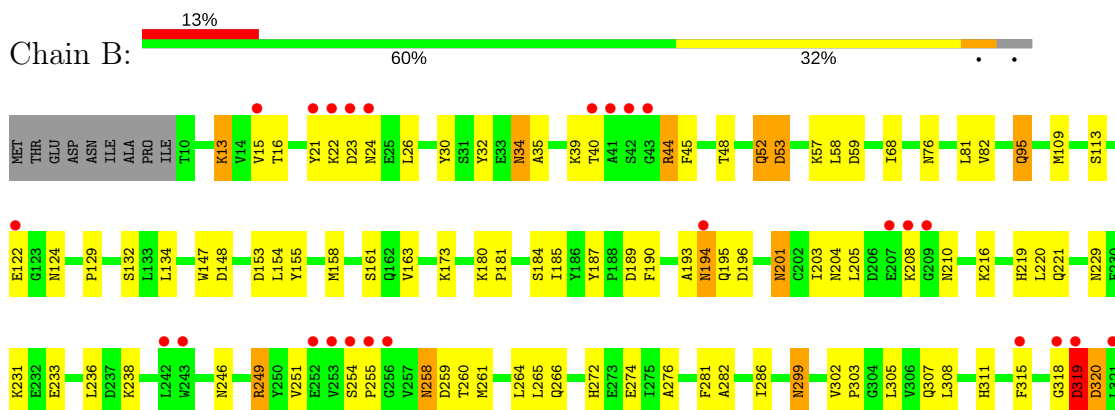 13%
Chain B:
60% 32% • •
MET THR GLU ASP ASN ILE ALA PRO ILE T10 K13 V14 V15 T16 Y21 K22 D23 N24 E25 L26 Y30 S31 Y32 E33 N34 A35 K39 T40 A41 S42 G43 R44 F45 T48 Q52 D53 K57 L58 D59 I68 N76 L81 V82 Q95 M109 S113
E122 G123 N124 P129 S132 L133 L134 W147 D148 D153 L154 Y155 M158 S161 Q162 V163 K173 K180 P181 S184 I185 Y186 Y187 P188 D189 F190 A193 N194 Q195 D196 N201 C202 I203 N204 L205 D206 E207 K208 G209 N210 K216 H219 L220 Q221 N229
K231 E232 E233 L236 D237 K238 L242 W243 N246 R249 Y250 V251 E252 V253 S254 P255 G256 V257 N258 D259 T260 M261 L264 L265 Q266 H272 E273 E274 I275 A276 F281 A282 I286 N299 V302 P303 G304 L305 V306 Q307 L308 H311 F315 G318 D319 D320